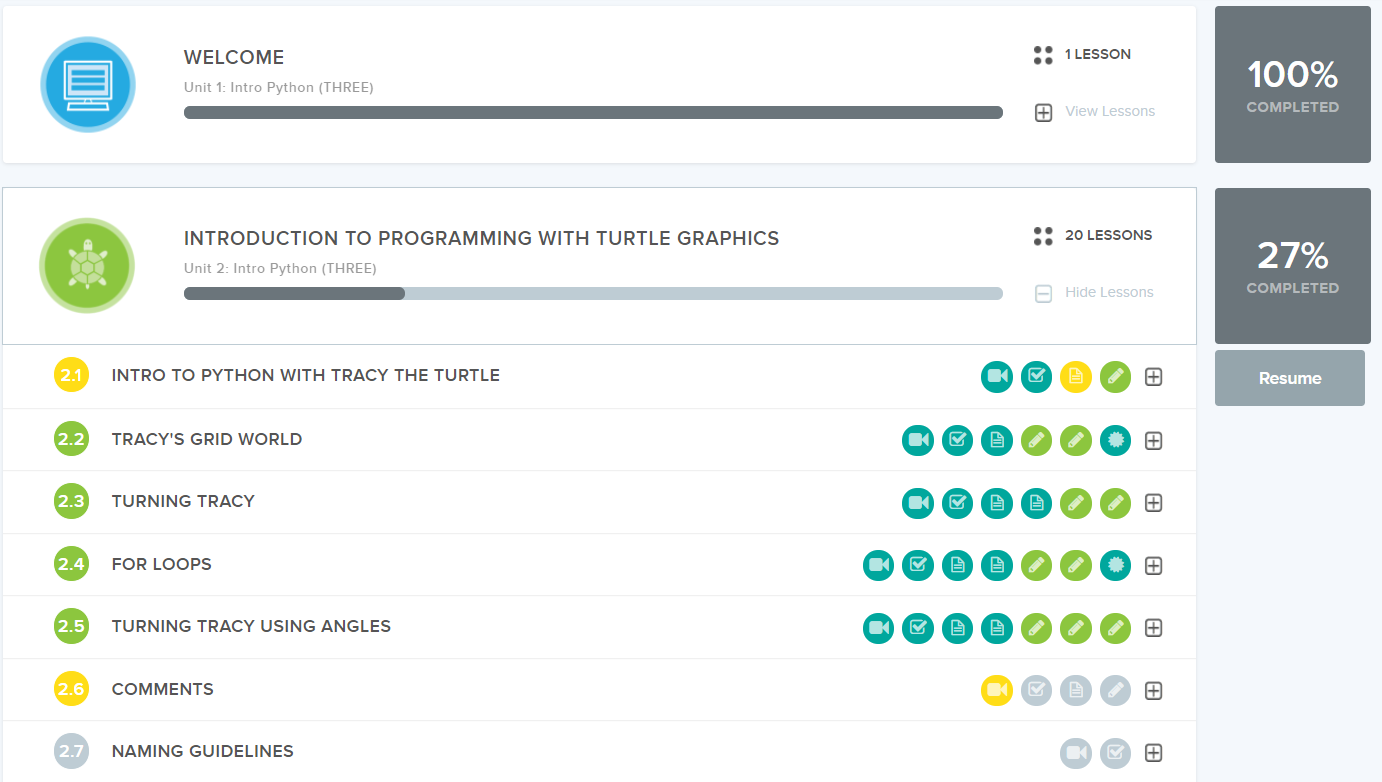 WELCOME
Unit 1: Intro Python (THREE)
1 LESSON
View Lessons
100%
COMPLETED
INTRODUCTION TO PROGRAMMING WITH TURTLE GRAPHICS
Unit 2: Intro Python (THREE)
20 LESSONS
Hide Lessons
27%
COMPLETED
Resume
2.1 INTRO TO PYTHON WITH TRACY THE TURTLE
2.2 TRACY'S GRID WORLD
2.3 TURNING TRACY
2.4 FOR LOOPS
2.5 TURNING TRACY USING ANGLES
2.6 COMMENTS
2.7 NAMING GUIDELINES